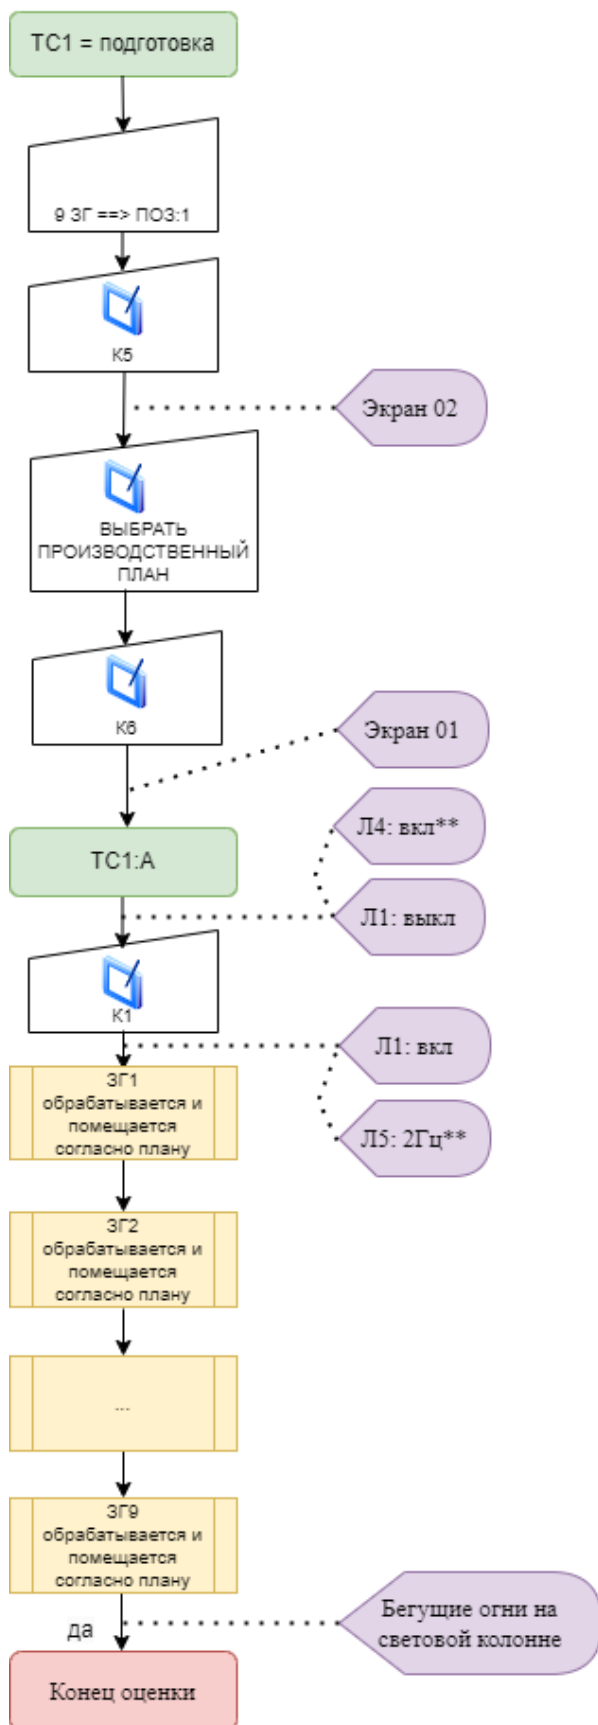 ТС1 = подготовка
9 ЗГ ==> ПОЗ:1
К5
Экран 02
ВЫБРАТЬ
ПРОИЗВОДСТВЕННЫЙ
ПЛАН
К6
Экран 01
Л4: вкл**
ТС1:А
Л1: выкл
К1
Л1: вкл
ЗГ1
обрабатывается и
помещается
согласно плану
Л5: 2Гц**
ЗГ2
обрабатывается и
помещается
согласно плану
...
ЗГ9
обрабатывается и
помещается
согласно плану
Бегущие огни на
световой колонне
да
Конец оценки